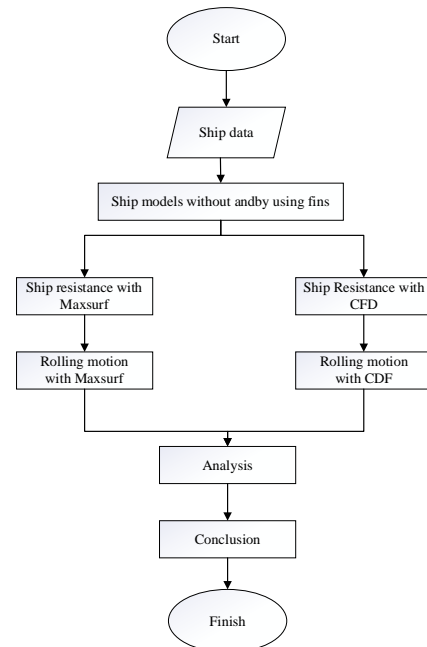 Start
Ship data
Ship models without andby using fins
Ship resistance with
Maxsurf
Ship Resistance with
CFD
Rolling motion
with Maxsurf
Rolling motion
with CDF
Analysis
Conclusion
Finish